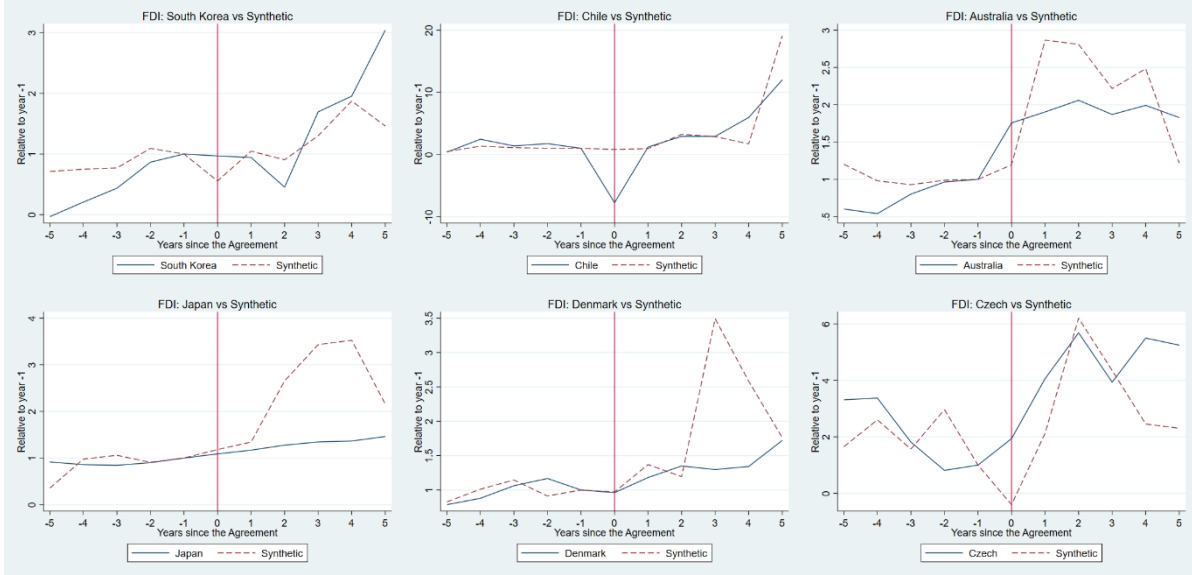 FDI: South Korea vs Synthetic
Relative to year -1
3
2
1
0
-5 -4 -3 -2 -1 0 1 2 3 4 5
Years since the Agreement
South Korea Synthetic
FDI: Chile vs Synthetic
Relative to year -1
20
10
0
-10
-5 -4 -3 -2 -1 0 1 2 3 4 5
Years since the Agreement
Chile Synthetic
FDI: Australia vs Synthetic
Relative to year -1
3
2.5
2
1.5
1
.5
-5 -4 -3 -2 -1 0 1 2 3 4 5
Years since the Agreement
Australia Synthetic
FDI: Japan vs Synthetic
Relative to year -1
4
3
2
1
0
-5 -4 -3 -2 -1 0 1 2 3 4 5
Years since the Agreement
Japan Synthetic
FDI: Denmark vs Synthetic
Relative to year -1
3.5
3
2.5
2
1.5
1
-5 -4 -3 -2 -1 0 1 2 3 4 5
Years since the Agreement
Denmark Synthetic
FDI: Czech vs Synthetic
Relative to year -1
6
4
2
0
-5 -4 -3 -2 -1 0 1 2 3 4 5
Years since the Agreement
Czech Synthetic